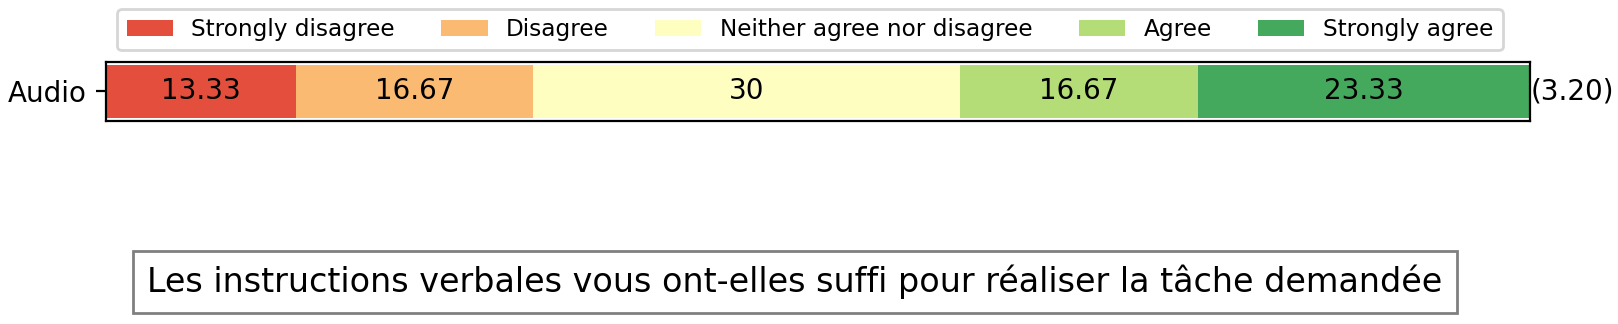 Strongly disagree Disagree Neither agree nor disagree Agree Strongly agree
Audio 13.33 16.67 30 16.67 23.33 (3.20)
Les instructions verbales vous ont-elles suffi pour réaliser la tâche demandée